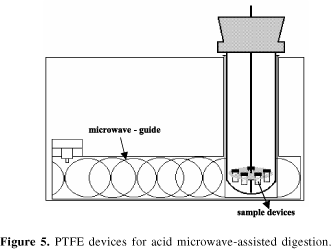 microwave - guide
sample devices
Figure 5. PTFE devices for acid microwave-assisted digestion.